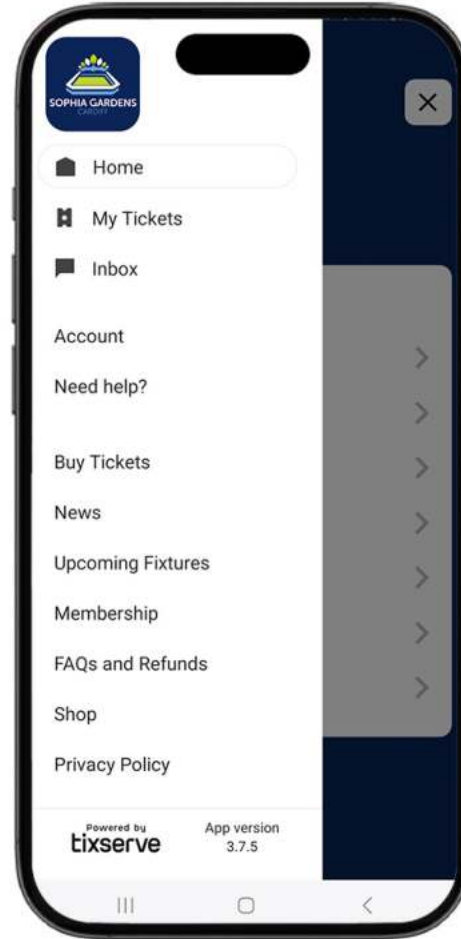 SOPHIA GARDENS
CARDIFF
Home
My Tickets
Inbox
Account
Need help?
Buy Tickets
News
Upcoming Fixtures
Membership
FAQs and Refunds
Shop
Privacy Policy
Powered by
tixserve
App version
3.7.5